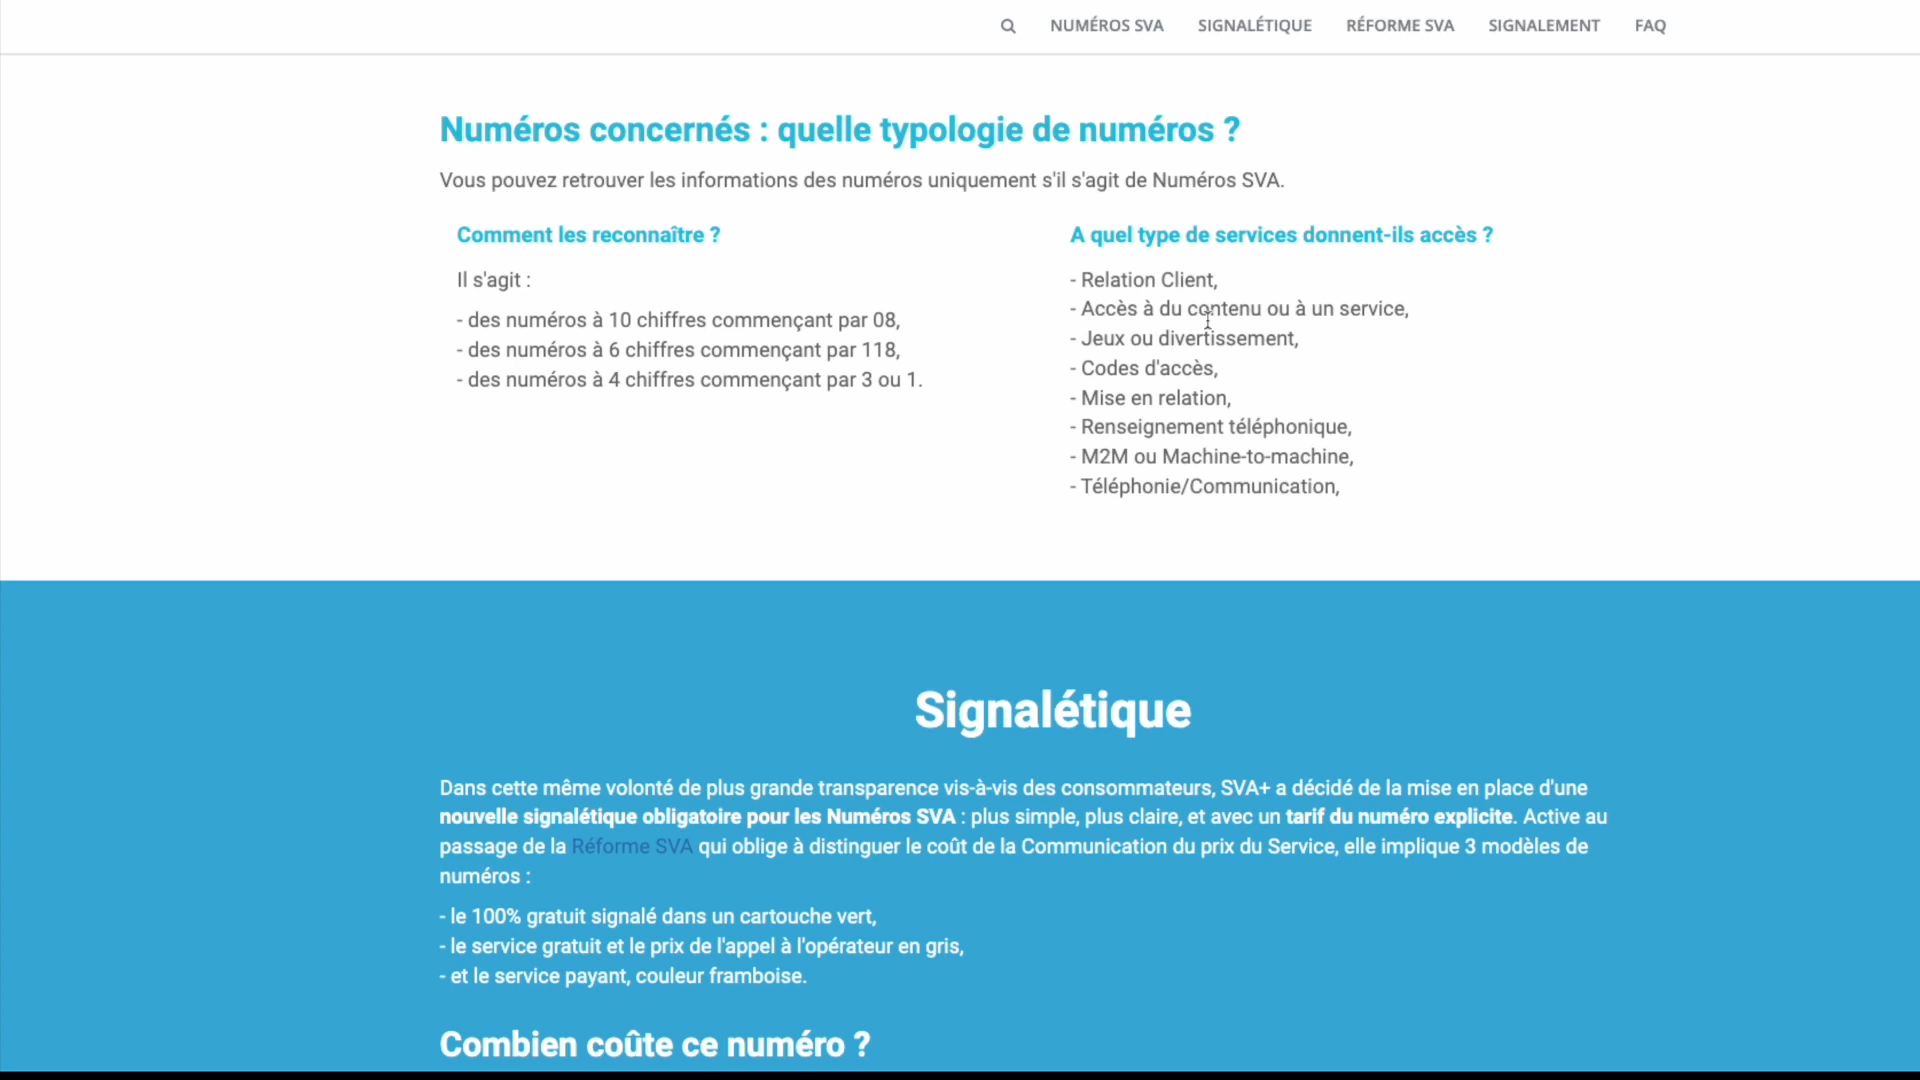 NUMÉROS SVA SIGNALÉTIQUE RÉFORME SVA SIGNALEMENT FAQ
Numéros concernés : quelle typologie de numéros ?
Vous pouvez retrouver les informations des numéros uniquement s'il s'agit de Numéros SVA.
Comment les reconnaître ?
Il s'agit :
- des numéros à 10 chiffres commençant par 08,
- des numéros à 6 chiffres commençant par 118,
- des numéros à 4 chiffres commençant par 3 ou 1.
A quel type de services donnent-ils accès ?
- Relation Client,
- Accès à du contenu ou à un service,
- Jeux ou divertissement,
- Codes d'accès,
- Mise en relation,
- Renseignement téléphonique,
- M2M ou Machine-to-machine,
- Téléphonie/Communication,
Signalétique
Dans cette même volonté de plus grande transparence vis-à-vis des consommateurs, SVA+ a décidé de la mise en place d'une
nouvelle signalétique obligatoire pour les Numéros SVA : plus simple, plus claire, et avec un tarif du numéro explicite. Active au
passage de la Réforme SVA qui oblige à distinguer le coût de la Communication du prix du Service, elle implique 3 modèles de
numéros :
- le 100% gratuit signalé dans un cartouche vert,
- le service gratuit et le prix de l'appel à l'opérateur en gris,
- et le service payant, couleur framboise.
Combien coûte ce numéro ?